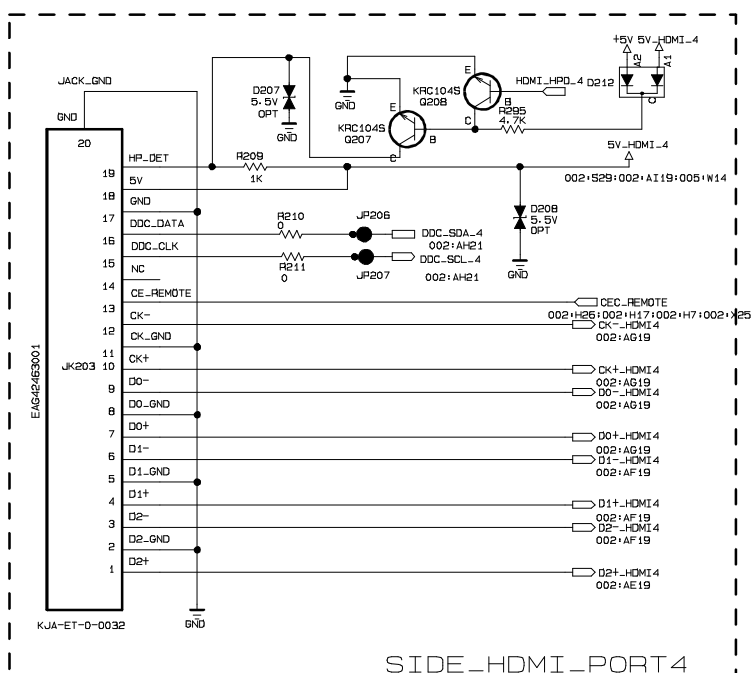 +5V 5V_HDMI_4
A2 A1
D212
C
JACK_GND
GND
20
D207
5.5V
OPT
GND
GND
E
KRC104S
Q208
B
C
HDMI_HPD_4
E
KRC104S
Q207
B
C
R295
4.7K
5V_HDMI_4
002:S29;002:AI19;005:W14
19 HP_DET
R209
1K
18 5V
17 GND
D208
5.5V
OPT
GND
16 DDC_DATA
R210
0
JP206
DDC_SDA_4
002:AH21
15 DDC_CLK
R211
0
JP207
DDC_SCL_4
002:AH21
14 NC
13 CE_REMOTE
CEC_REMOTE
002:H26;002:H17;002:H7;002:X25
12 CK-
CK-_HDMI4
002:AG19
11 CK_GND
10 CK+
CK+_HDMI4
002:AG19
9 D0-
D0-_HDMI4
002:AG19
8 D0_GND
7 D0+
D0+_HDMI4
002:AG19
6 D1-
D1-_HDMI4
002:AF19
5 D1_GND
4 D1+
D1+_HDMI4
002:AF19
3 D2-
D2-_HDMI4
002:AF19
2 D2_GND
1 D2+
D2+_HDMI4
002:AE19
JK203
EAG42463001
KJA-ET-0-0032
GND
SIDE_HDMI_PORT4